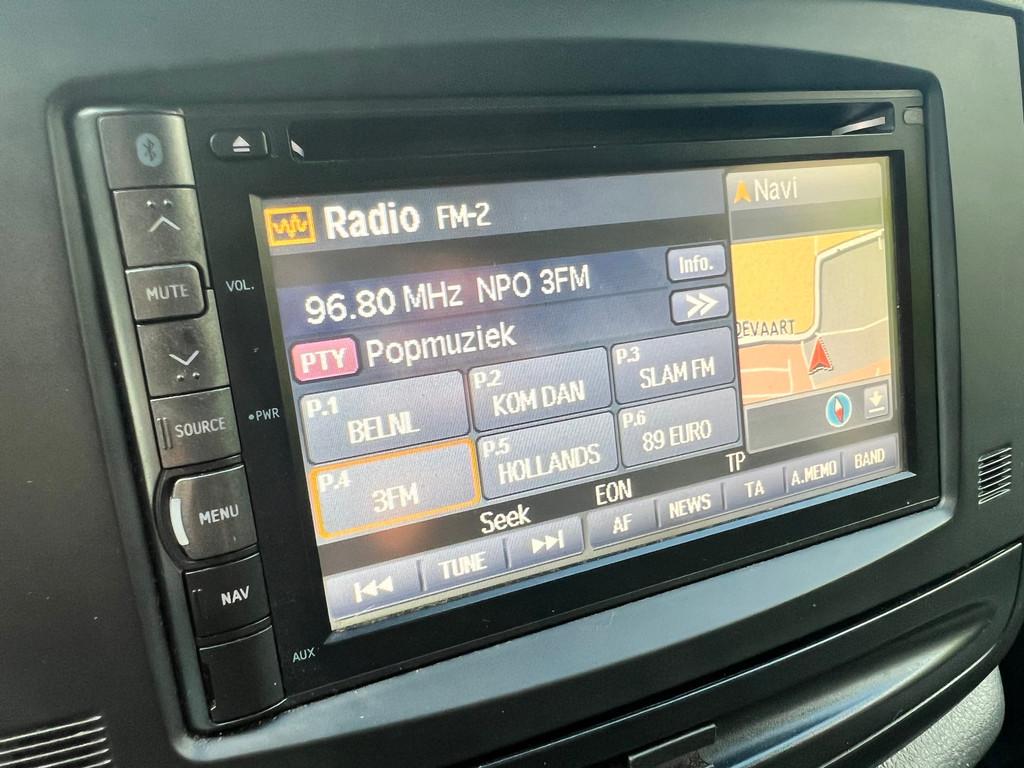 Radio FM-2
Navi
96.80 MHz NPO 3FM
Info.
PTY Popmuziek
P.1 BELNL
P.2 KOM DAN
P.3 SLAM FM
P.4 3FM
P.5 HOLLANDS
P.6 89 EURO
DEVAART
Seek
EON
TP
TUNE
AF
NEWS
TA
A.MEMO
BAND
MUTE
VOL.
SOURCE
PWR
MENU
NAV
AUX